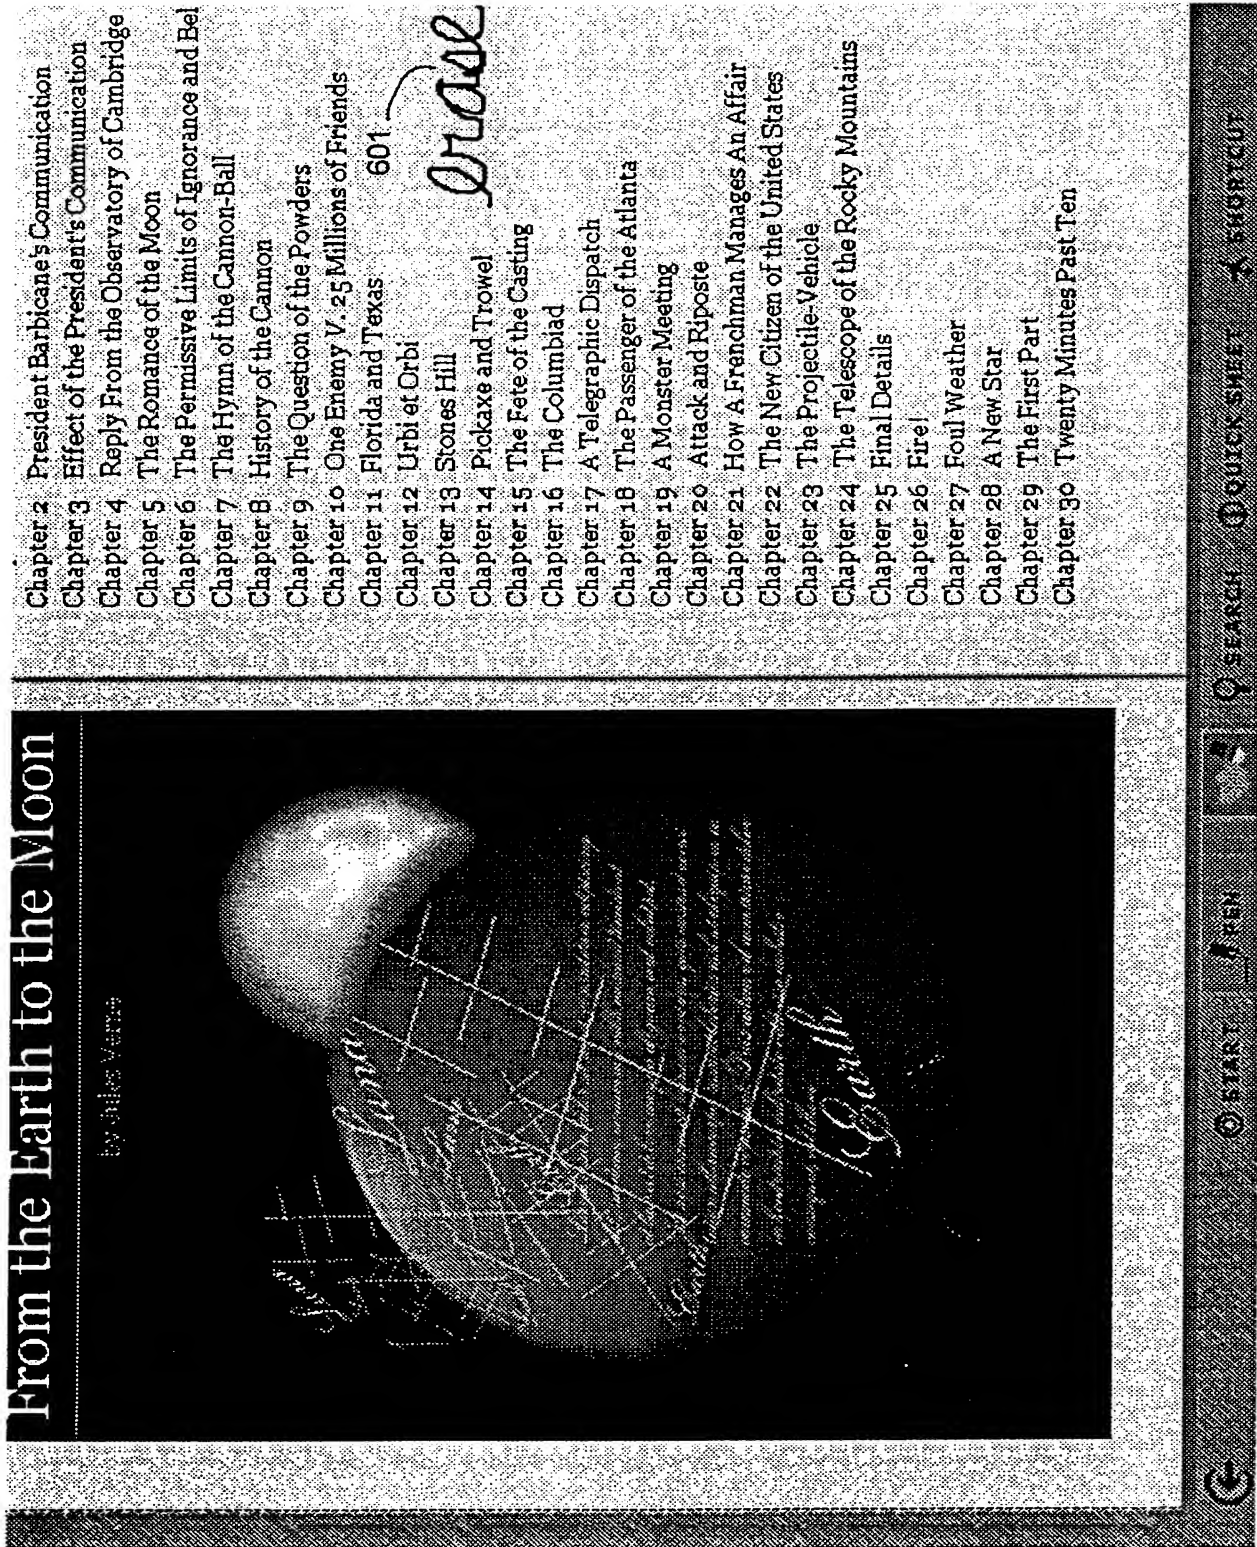 From the Earth to the Moon
by Jules Verne
Luna
Earth
Chapter 2 President Barbicane's Communication
Chapter 3 Effect of the President's Communication
Chapter 4 Reply From the Observatory of Cambridge
Chapter 5 The Romance of the Moon
Chapter 6 The Permissive Limits of Ignorance and Bel
Chapter 7 The Hymn of the Cannon-Ball
Chapter 8 History of the Cannon
Chapter 9 The Question of the Powders
Chapter 10 One Enemy V. 25 Millions of Friends
Chapter 11 Florida and Texas
Chapter 12 Urbi et Orbi
Chapter 13 Stones Hill
Chapter 14 Pickaxe and Trowel
Chapter 15 The Fete of the Casting
Chapter 16 The Columbiad
Chapter 17 A Telegraphic Dispatch
Chapter 18 The Passenger of the Atlanta
Chapter 19 A Monster Meeting
Chapter 20 Attack and Riposte
Chapter 21 How A Frenchman Manages An Affair
Chapter 22 The New Citizen of the United States
Chapter 23 The Projectile-Vehicle
Chapter 24 The Telescope of the Rocky Mountains
Chapter 25 Final Details
Chapter 26 Fire!
Chapter 27 Foul Weather
Chapter 28 A New Star
Chapter 29 The First Part
Chapter 30 Twenty Minutes Past Ten
601
erase
START PEN SEARCH QUICK SHEET SHORTCUT